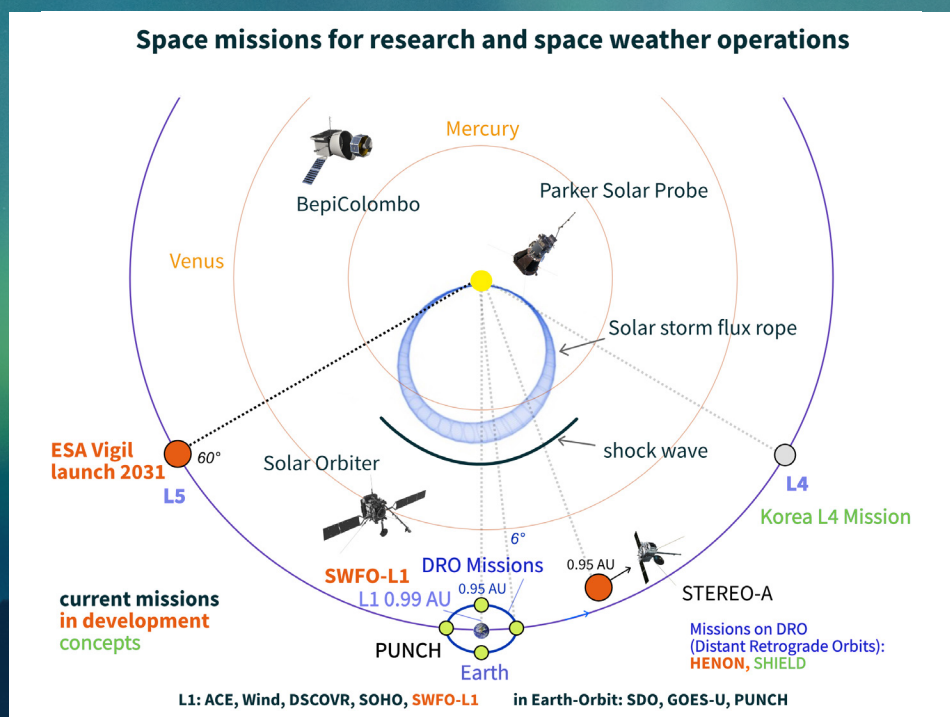 Space missions for research and space weather operations
Mercury
BepiColombo
Parker Solar Probe
Venus
Solar storm flux rope
shock wave
ESA Vigil
launch 2031
60°
L5
Solar Orbiter
L4
Korea L4 Mission
6°
DRO Missions
SWFO-L1
0.95 AU
L1 0.99 AU
0.95 AU
STEREO-A
PUNCH
Earth
current missions
in development
concepts
Missions on DRO
(Distant Retrograde Orbits):
HENON, SHIELD
L1: ACE, Wind, DSCOVR, SOHO, SWFO-L1 in Earth-Orbit: SDO, GOES-U, PUNCH